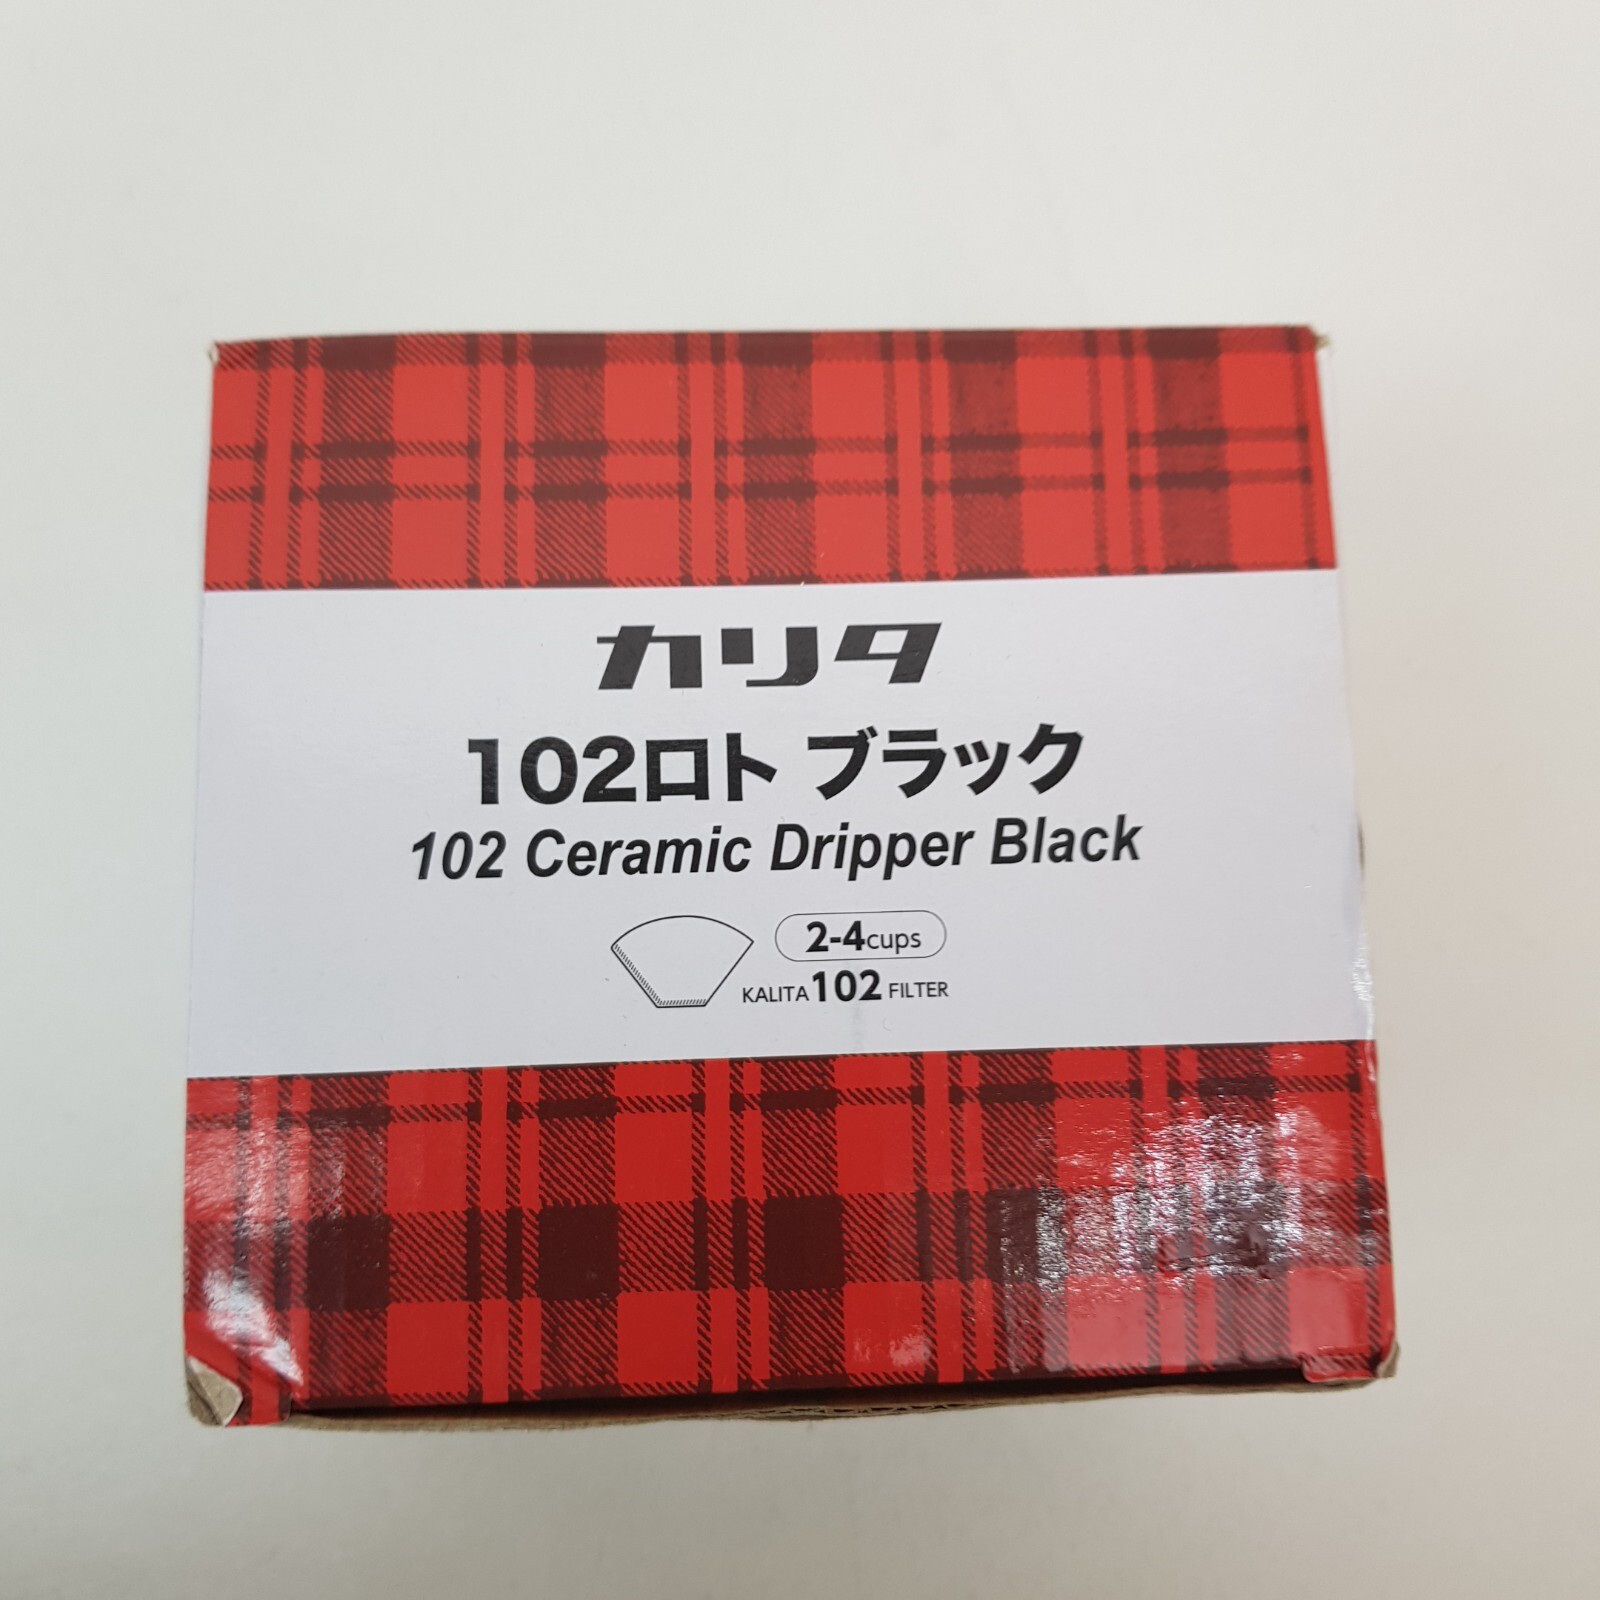 カリタ
102ロト ブラック
102 Ceramic Dripper Black
2-4cups
KALITA 102 FILTER